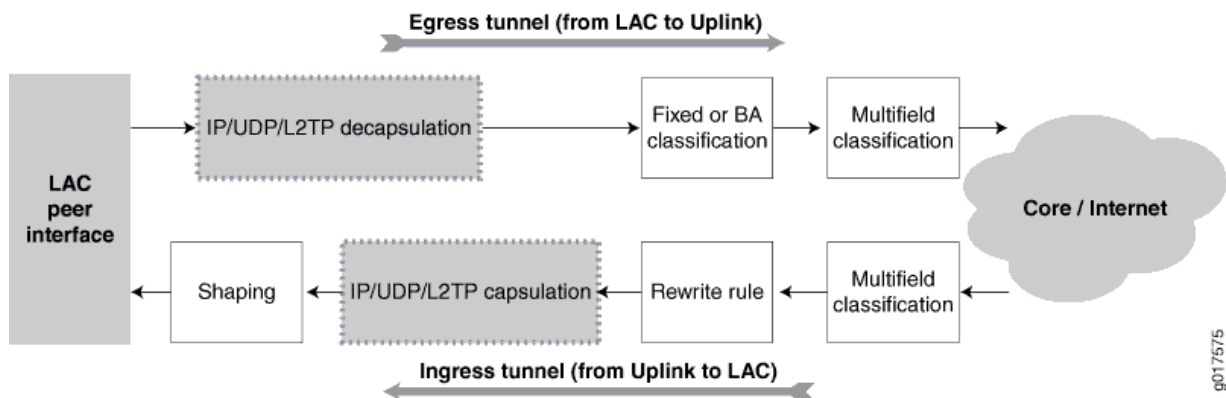 Egress tunnel (from LAC to Uplink)
IP/UDP/L2TP decapsulation
Fixed or BA
classification
Multifield
classification
LAC
peer
interface
Core / Internet
Shaping
IP/UDP/L2TP capsulation
Rewrite rule
Multifield
classification
Ingress tunnel (from Uplink to LAC)
g017575